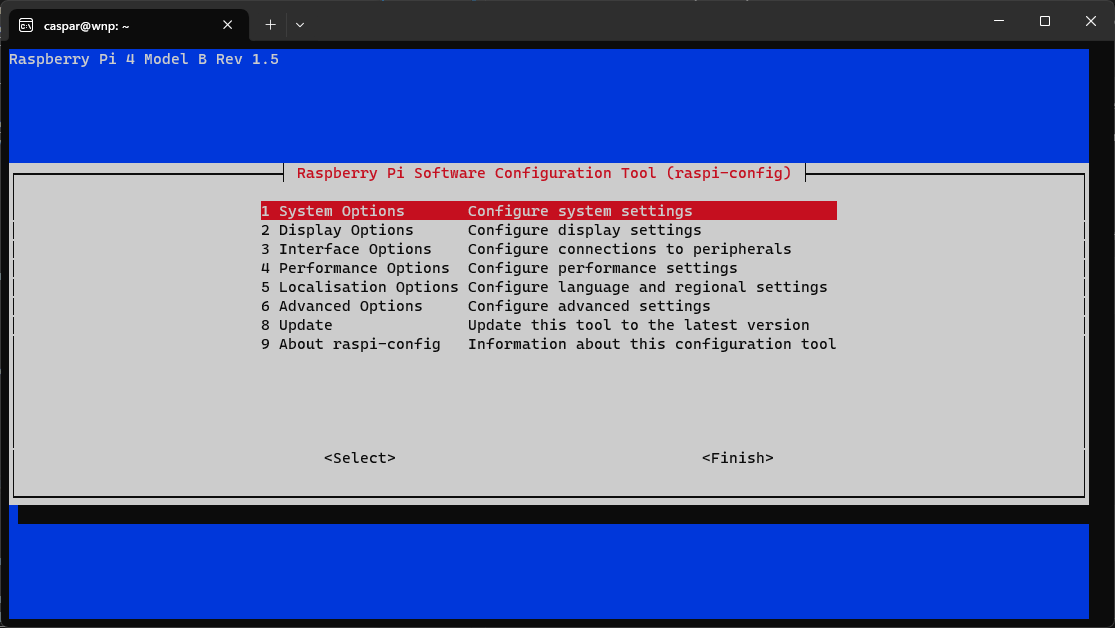 caspar@wnp: ~
Raspberry Pi 4 Model B Rev 1.5
Raspberry Pi Software Configuration Tool (raspi-config)
1 System Options Configure system settings
2 Display Options Configure display settings
3 Interface Options Configure connections to peripherals
4 Performance Options Configure performance settings
5 Localisation Options Configure language and regional settings
6 Advanced Options Configure advanced settings
8 Update Update this tool to the latest version
9 About raspi-config Information about this configuration tool
<Select> <Finish>